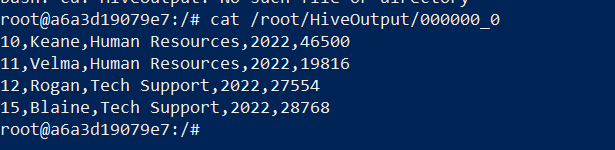 root@a6a3d19079e7:/# cat /root/HiveOutput/000000_0
10,Keane,Human Resources,2022,46500
11,Velma,Human Resources,2022,19816
12,Rogan,Tech Support,2022,27554
15,Blaine,Tech Support,2022,28768
root@a6a3d19079e7:/#